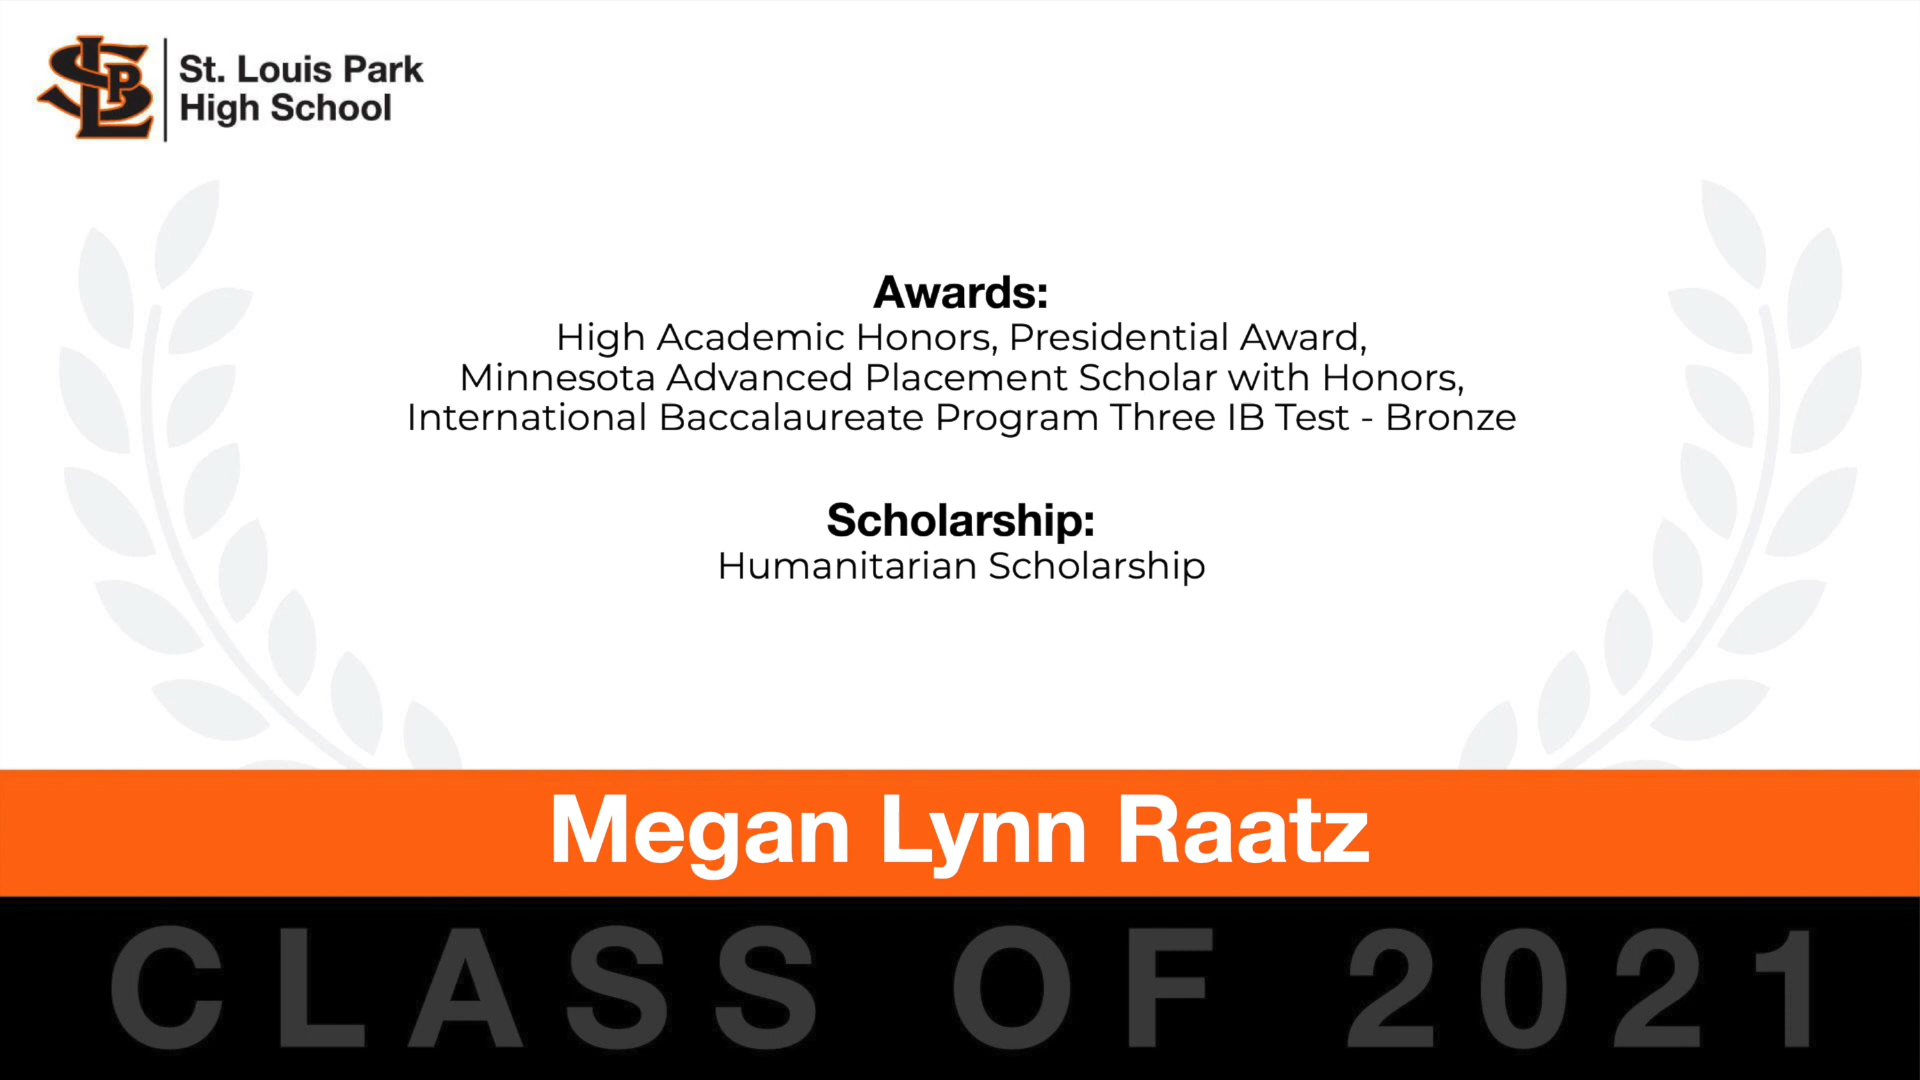 SLP
St. Louis Park
High School
Awards:
High Academic Honors, Presidential Award,
Minnesota Advanced Placement Scholar with Honors,
International Baccalaureate Program Three IB Test - Bronze
Scholarship:
Humanitarian Scholarship
Megan Lynn Raatz
CLASS OF 2021